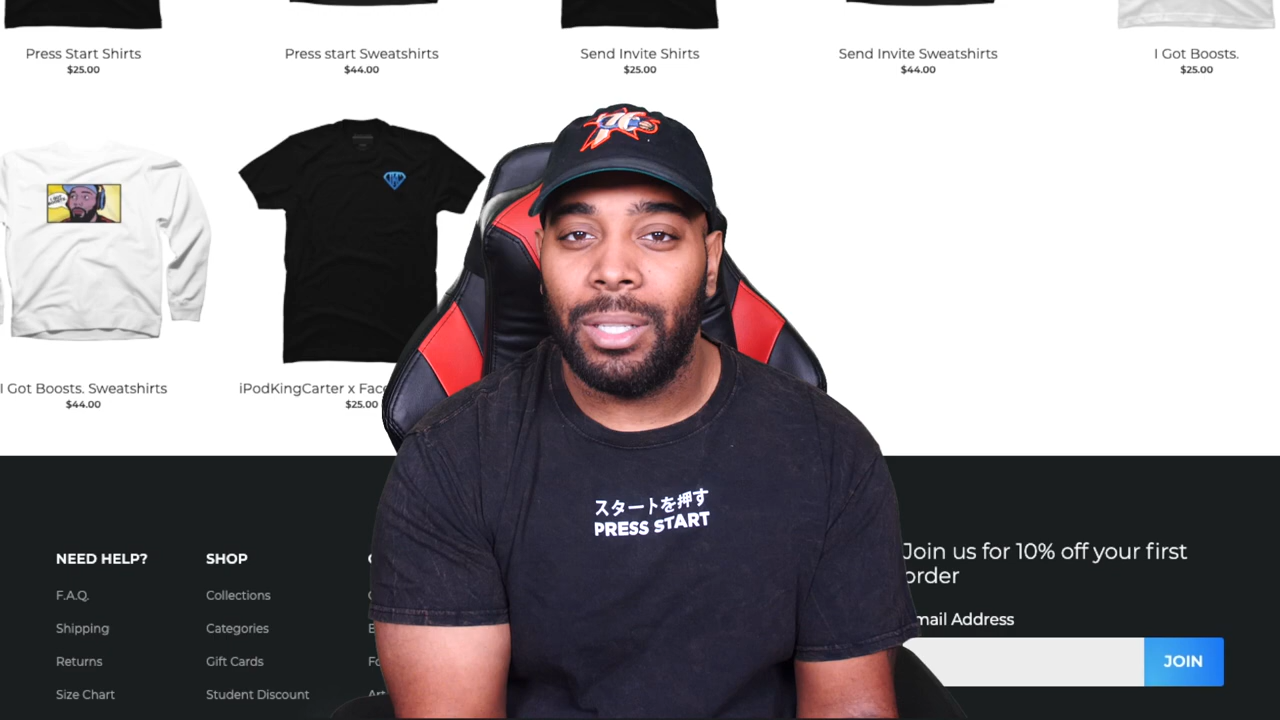 Press Start Shirts
$25.00
Press start Sweatshirts
$44.00
Send Invite Shirts
$25.00
Send Invite Sweatshirts
$44.00
I Got Boosts.
$25.00
I Got Boosts. Sweatshirts
$44.00
iPodKingCarter x
$25.00
スタートを押す
PRESS START
NEED HELP?
F.A.Q.
Shipping
Returns
Size Chart
SHOP
Collections
Categories
Gift Cards
Student Discount
Join us for 10% off your first
order
mail Address
JOIN